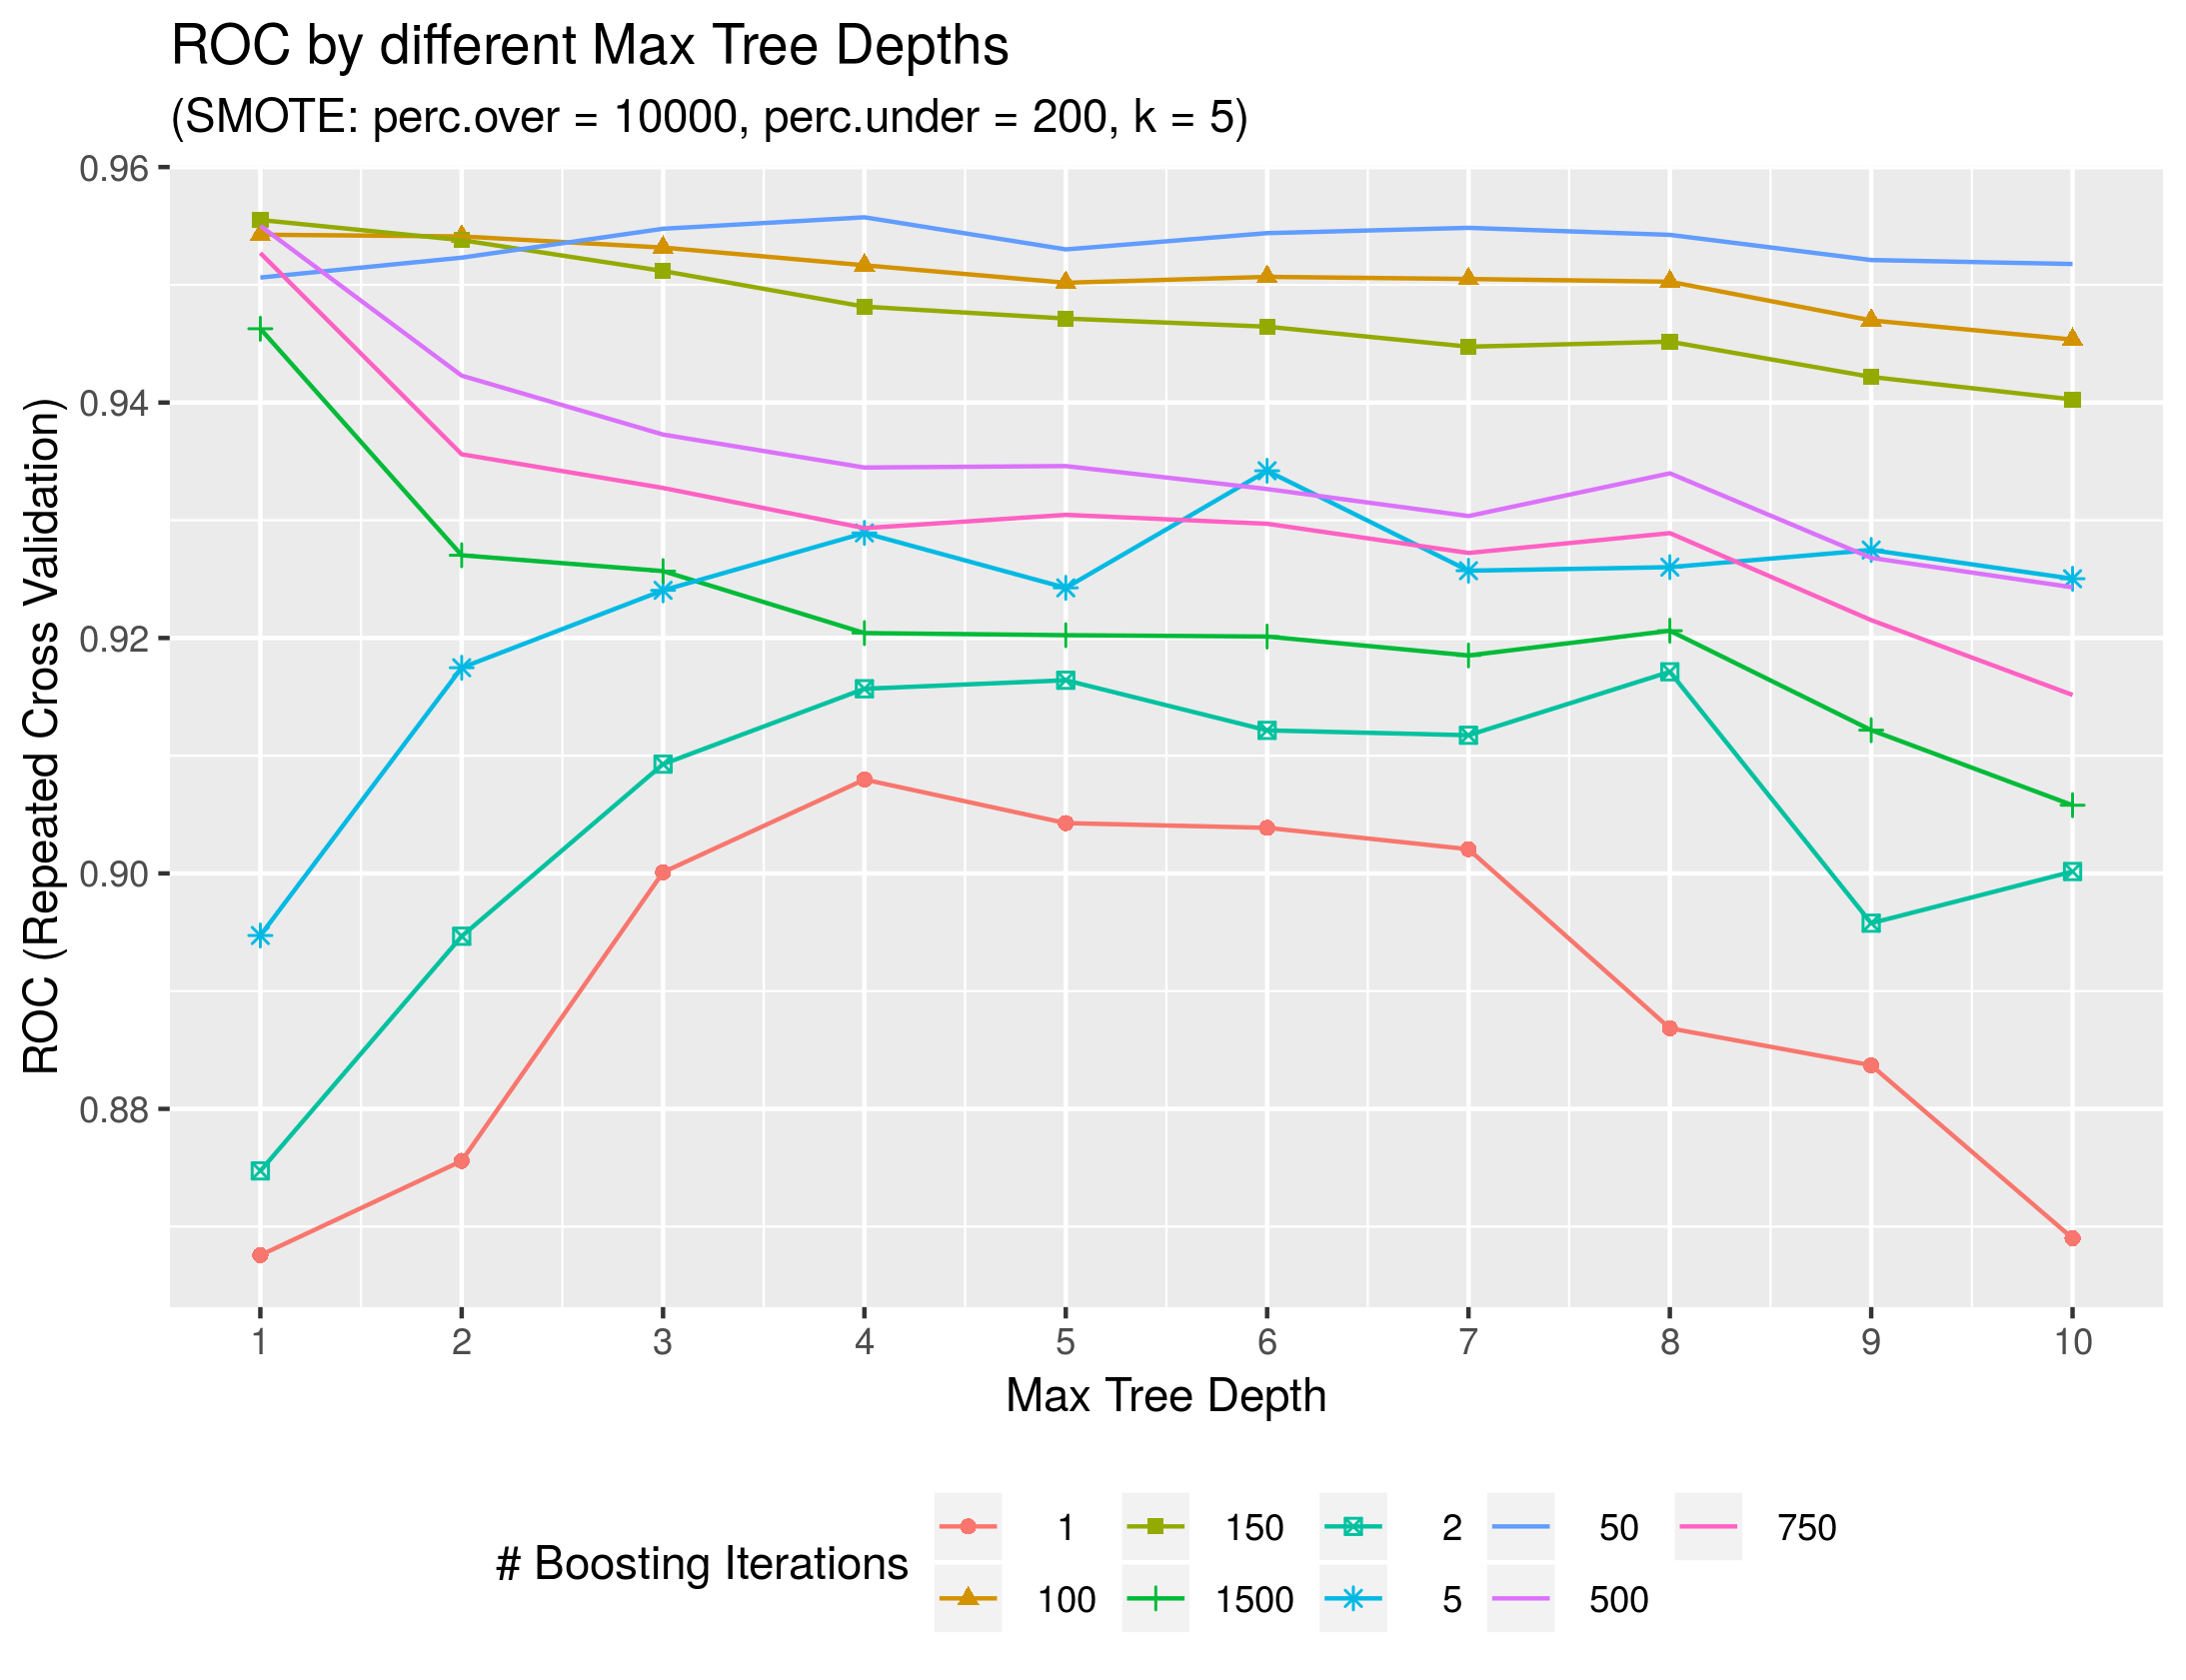 ROC by different Max Tree Depths
(SMOTE: perc.over = 10000, perc.under = 200, k = 5)
ROC (Repeated Cross Validation)
0.96
0.94
0.92
0.90
0.88
1 2 3 4 5 6 7 8 9 10
Max Tree Depth
# Boosting Iterations
1 150 2 50 750
100 1500 5 500